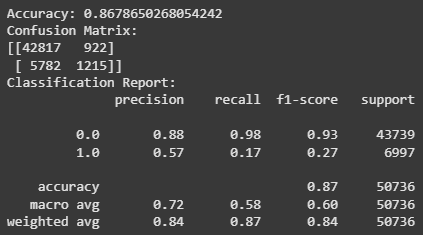 Accuracy: 0.8678650268054242
Confusion Matrix:
[[42817   922]
 [ 5782  1215]]
Classification Report:
              precision    recall  f1-score   support

         0.0       0.88      0.98      0.93     43739
         1.0       0.57      0.17      0.27      6997

    accuracy                           0.87     50736
   macro avg       0.72      0.58      0.60     50736
weighted avg       0.84      0.87      0.84     50736